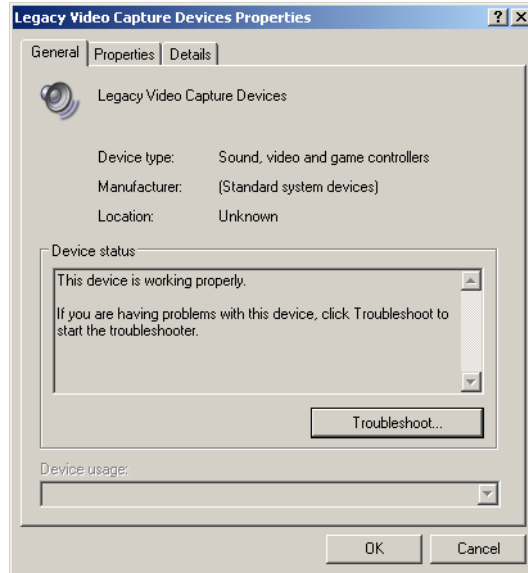 Legacy Video Capture Devices Properties
General Properties Details
Legacy Video Capture Devices
Device type: Sound, video and game controllers
Manufacturer: (Standard system devices)
Location: Unknown
Device status
This device is working properly.
If you are having problems with this device, click Troubleshoot to
start the troubleshooter.
Troubleshoot...
Device usage:
OK Cancel